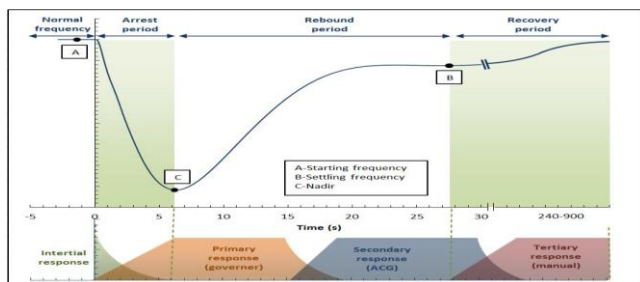 Normal frequency
Arrest period
Rebound period
Recovery period
A
B
C
A-Starting frequency
B-Settling frequency
C-Nadir
-5
0
5
10
15
20
25
30
240-900
Time (s)
Intertial response
Primary response (governer)
Secondary response (ACG)
Tertiary response (manual)